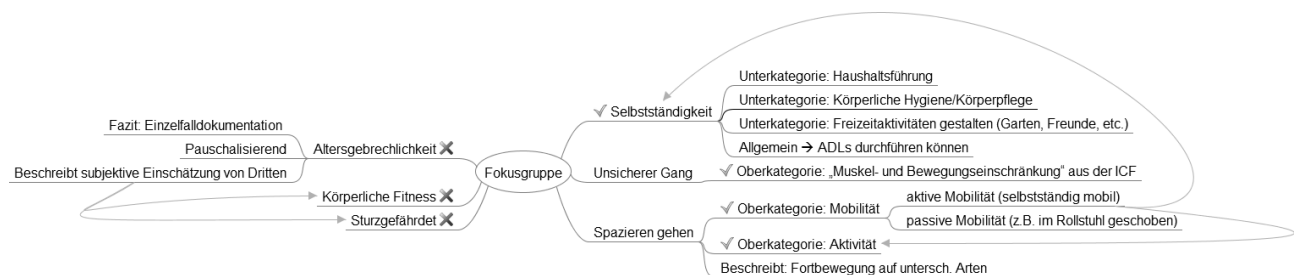 Fokusgruppe
Selbstständigkeit
Unterkategorie: Haushaltsführung
Unterkategorie: Körperliche Hygiene/Körperpflege
Unterkategorie: Freizeitaktivitäten gestalten (Garten, Freunde, etc.)
Allgemein → ADLs durchführen können
Unsicherer Gang
Oberkategorie: „Muskel- und Bewegungseinschränkung“ aus der ICF
Spazieren gehen
Oberkategorie: Mobilität
aktive Mobilität (selbstständig mobil)
passive Mobilität (z.B. im Rollstuhl geschoben)
Oberkategorie: Aktivität
Beschreibt: Fortbewegung auf untersch. Arten
Altersgebrechlichkeit
Fazit: Einzelfalldokumentation
Pauschalisierend
Beschreibt subjektive Einschätzung von Dritten
Körperliche Fitness
Sturzgefährdet